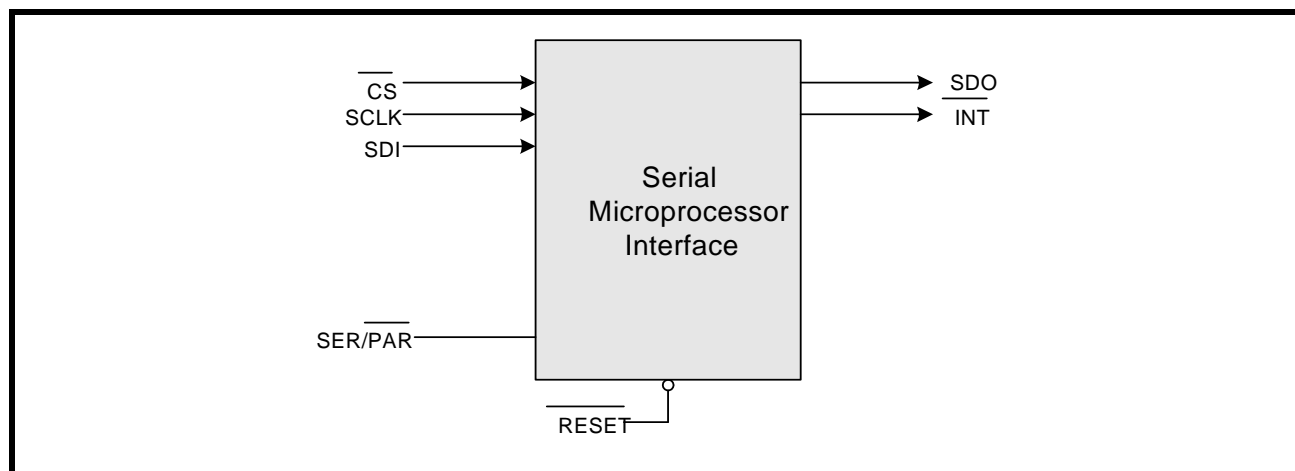 CS
SCLK
SDI
SER/PAR
RESET
Serial
Microprocessor
Interface
SDO
INT